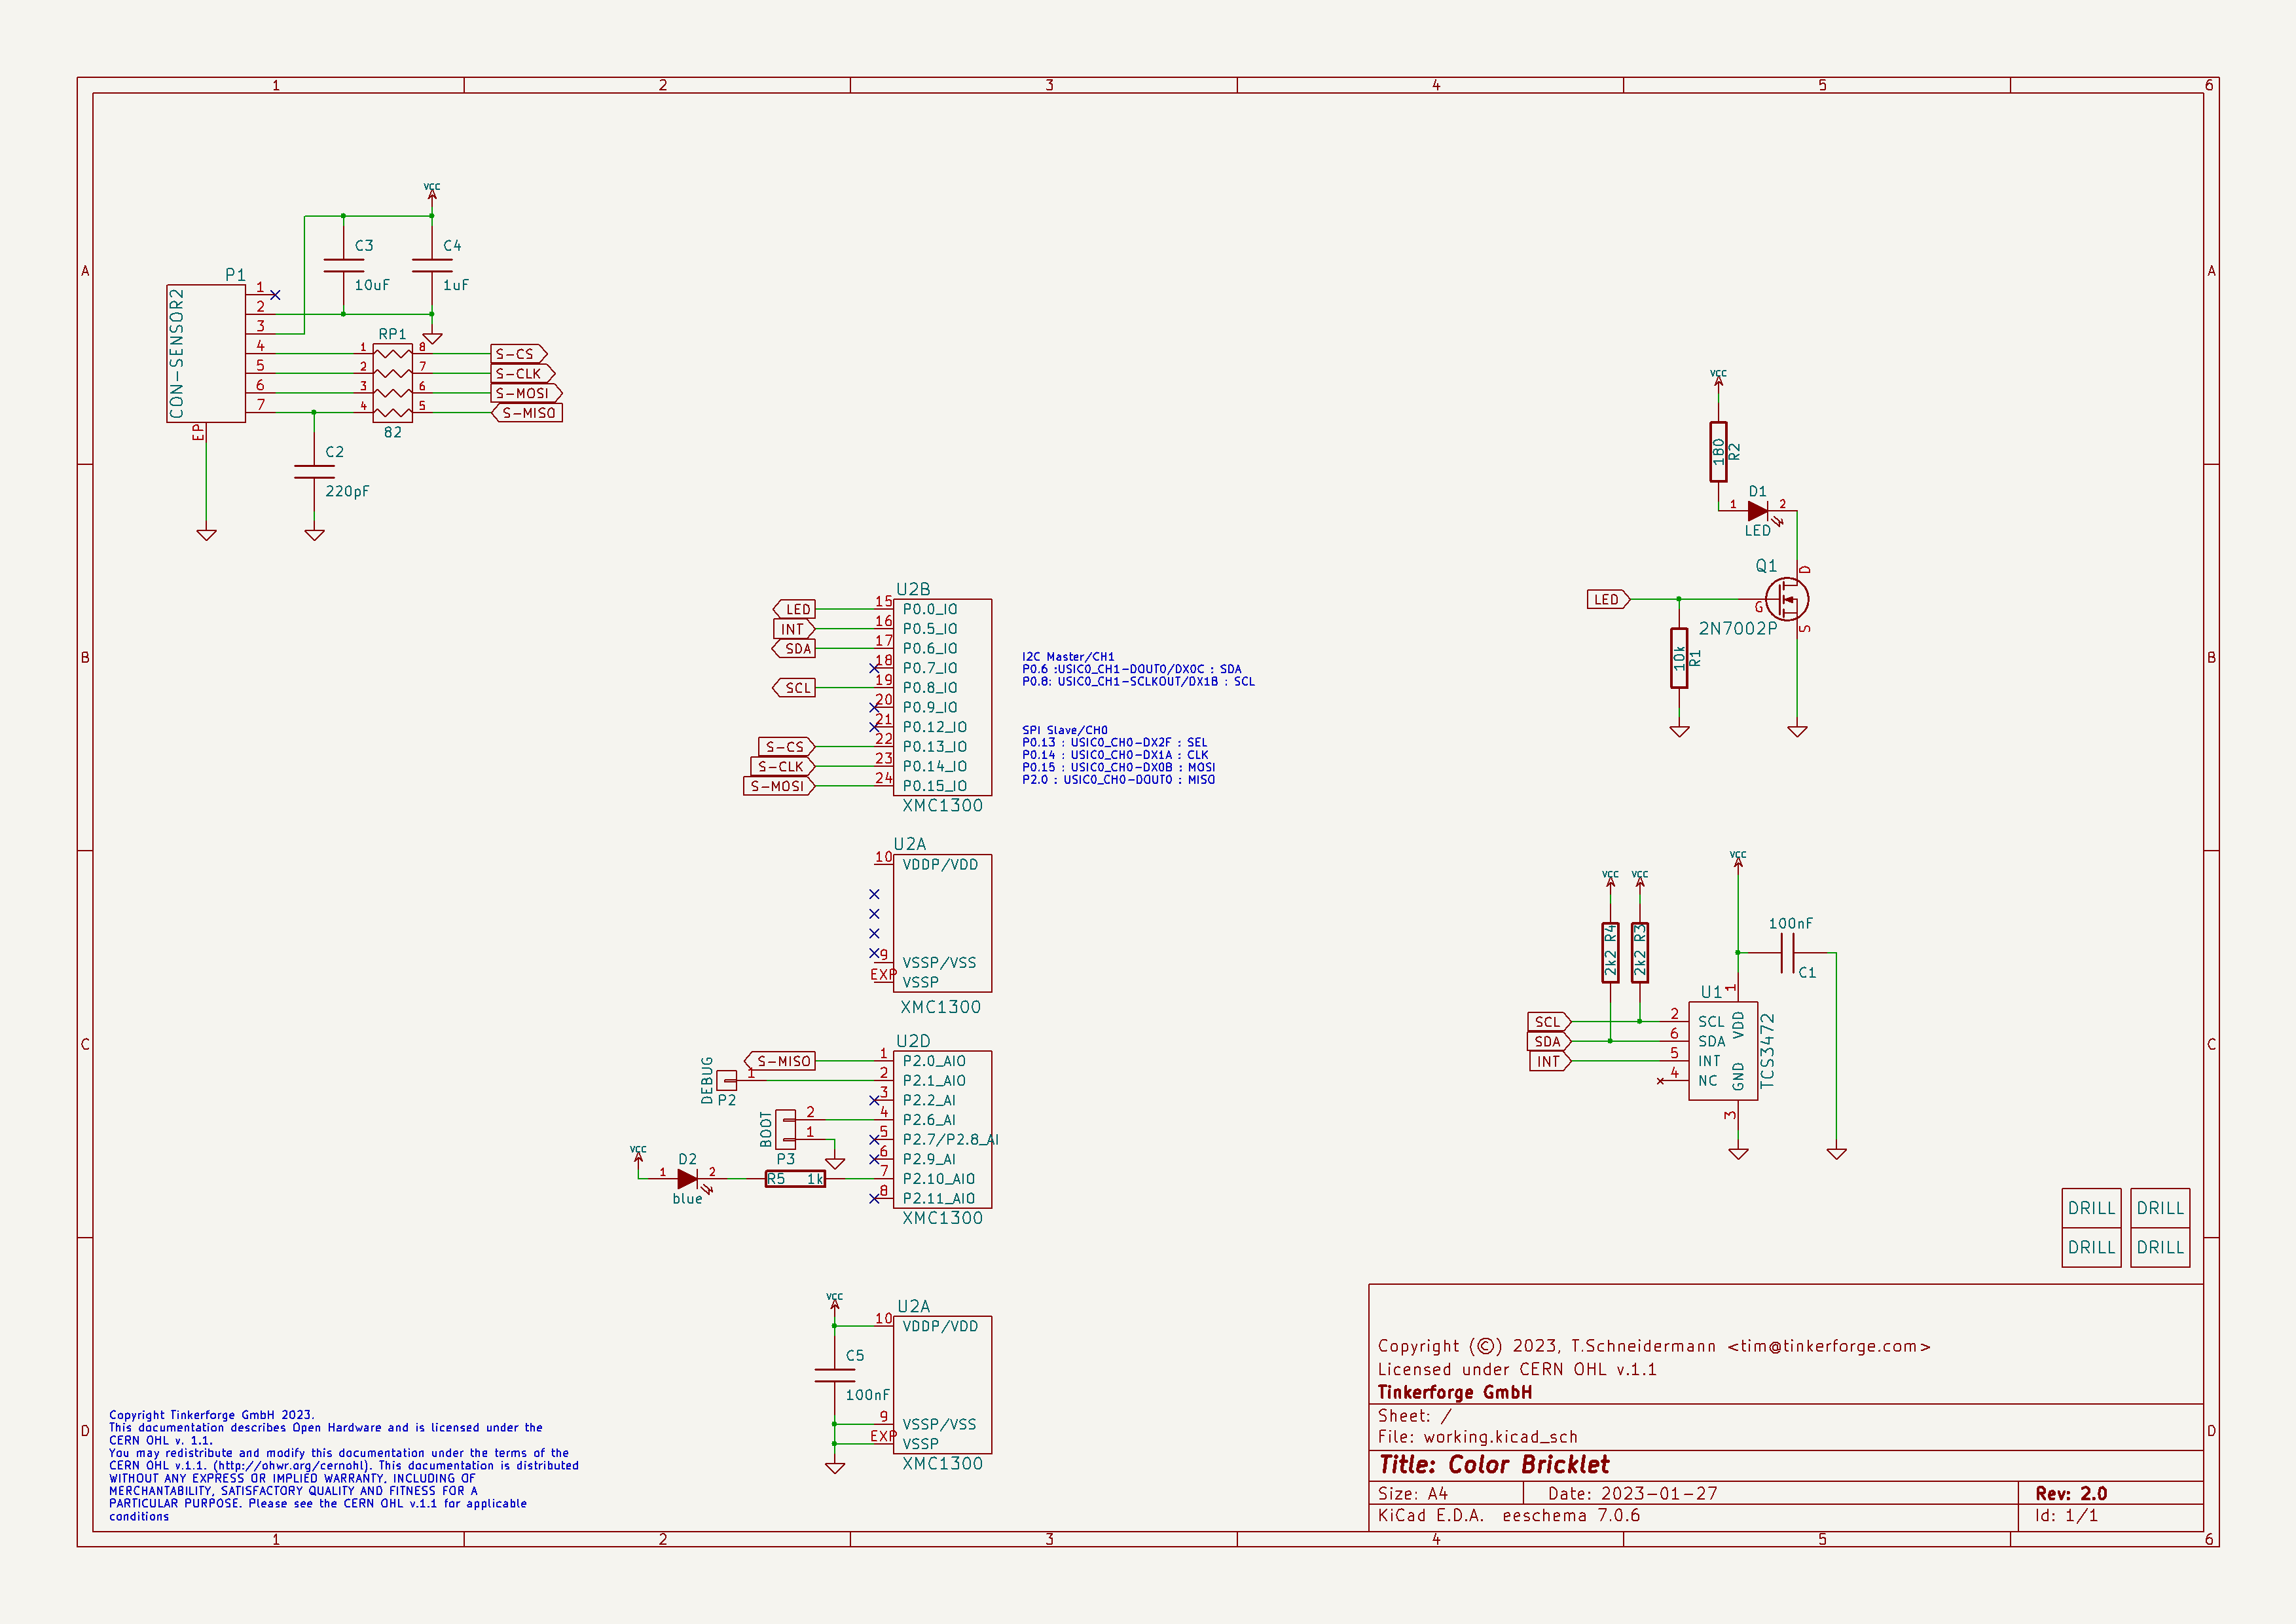 1 2 3 4 5 6
A A
B B
C C
D D
1 2 3 4 5 6
VCC
C3
10uF
C4
1uF
P1
CON-SENSOR2
1
2
3
4
5
6
7
EP
RP1
1 8
2 7
3 6
4 5
82
S-CS
S-CLK
S-MOSI
S-MISO
C2
220pF
U2B
LED 15 P0.0_IO
INT 16 P0.5_IO
SDA 17 P0.6_IO
18 P0.7_IO
SCL 19 P0.8_IO
20 P0.9_IO
21 P0.12_IO
S-CS 22 P0.13_IO
S-CLK 23 P0.14_IO
S-MOSI 24 P0.15_IO
XMC1300
I2C Master/CH1
P0.6 :USIC0_CH1-DOUT0/DX0C : SDA
P0.8: USIC0_CH1-SCLKOUT/DX1B : SCL
SPI Slave/CH0
P0.13 : USIC0_CH0-DX2F : SEL
P0.14 : USIC0_CH0-DX1A : CLK
P0.15 : USIC0_CH0-DX0B : MOSI
P2.0 : USIC0_CH0-DOUT0 : MISO
U2A
10 VDDP/VDD
9 VSSP/VSS
EXP VSSP
XMC1300
U2D
S-MISO 1 P2.0_AIO
2 P2.1_AIO
3 P2.2_AI
4 P2.6_AI
5 P2.7/P2.8_AI
6 P2.9_AI
7 P2.10_AIO
8 P2.11_AIO
XMC1300
DEBUG
1
P2
BOOT
2
1
P3
VCC
D2
1 2
blue
R5 1k
VCC
U2A
10 VDDP/VDD
C5
100nF
9 VSSP/VSS
EXP VSSP
XMC1300
VCC
180
R2
D1
1 2
LED
Q1
D
G
S
2N7002P
LED
10k
R1
VCC
VCC VCC
2k2 R4
2k2 R3
100nF
C1
U1
1
SCL 2 SCL
SDA 6 SDA
INT 5 INT
4 NC
VDD
GND
3
TCS3472
DRILL DRILL
DRILL DRILL
Copyright Tinkerforge GmbH 2023.
This documentation describes Open Hardware and is licensed under the
CERN OHL v. 1.1.
You may redistribute and modify this documentation under the terms of the
CERN OHL v.1.1. (http://ohwr.org/cernohl). This documentation is distributed
WITHOUT ANY EXPRESS OR IMPLIED WARRANTY, INCLUDING OF
MERCHANTABILITY, SATISFACTORY QUALITY AND FITNESS FOR A
PARTICULAR PURPOSE. Please see the CERN OHL v.1.1 for applicable
conditions
Copyright (©) 2023, T.Schneidermann <tim@tinkerforge.com>
Licensed under CERN OHL v.1.1
Tinkerforge GmbH
Sheet: /
File: working.kicad_sch
Title: Color Bricklet
Size: A4 Date: 2023-01-27 Rev: 2.0
KiCad E.D.A. eeschema 7.0.6 Id: 1/1